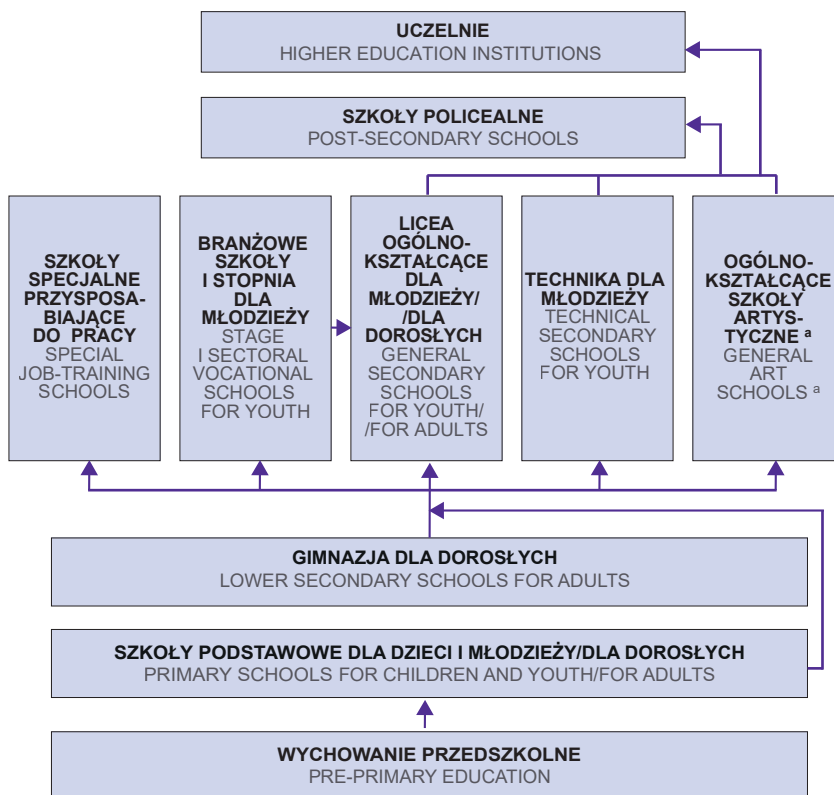 UCZELNIE
HIGHER EDUCATION INSTITUTIONS
SZKOŁY POLICEALNE
POST-SECONDARY SCHOOLS
SZKOŁY
SPECJALNE
PRZYSPOSA-
BIAJĄCE
DO PRACY
SPECIAL
JOB-TRAINING
SCHOOLS
BRANŻOWE
SZKOŁY
I STOPNIA
DLA
MŁODZIEŻY
STAGE
I SECTORAL
VOCATIONAL
SCHOOLS
FOR YOUTH
LICEA
OGÓLNO-
KSZTAŁCĄCE
DLA
MŁODZIEŻY/
/DLA
DOROSŁYCH
GENERAL
SECONDARY
SCHOOLS
FOR YOUTH/
/FOR ADULTS
TECHNIKA DLA
MŁODZIEŻY
TECHNICAL
SECONDARY
SCHOOLS
FOR YOUTH
OGÓLNO-
KSZTAŁCĄCE
SZKOŁY
ARTYS-
TYCZNE a
GENERAL
ART
SCHOOLS a
GIMNAZJA DLA DOROSŁYCH
LOWER SECONDARY SCHOOLS FOR ADULTS
SZKOŁY PODSTAWOWE DLA DZIECI I MŁODZIEŻY/DLA DOROSŁYCH
PRIMARY SCHOOLS FOR CHILDREN AND YOUTH/FOR ADULTS
WYCHOWANIE PRZEDSZKOLNE
PRE-PRIMARY EDUCATION